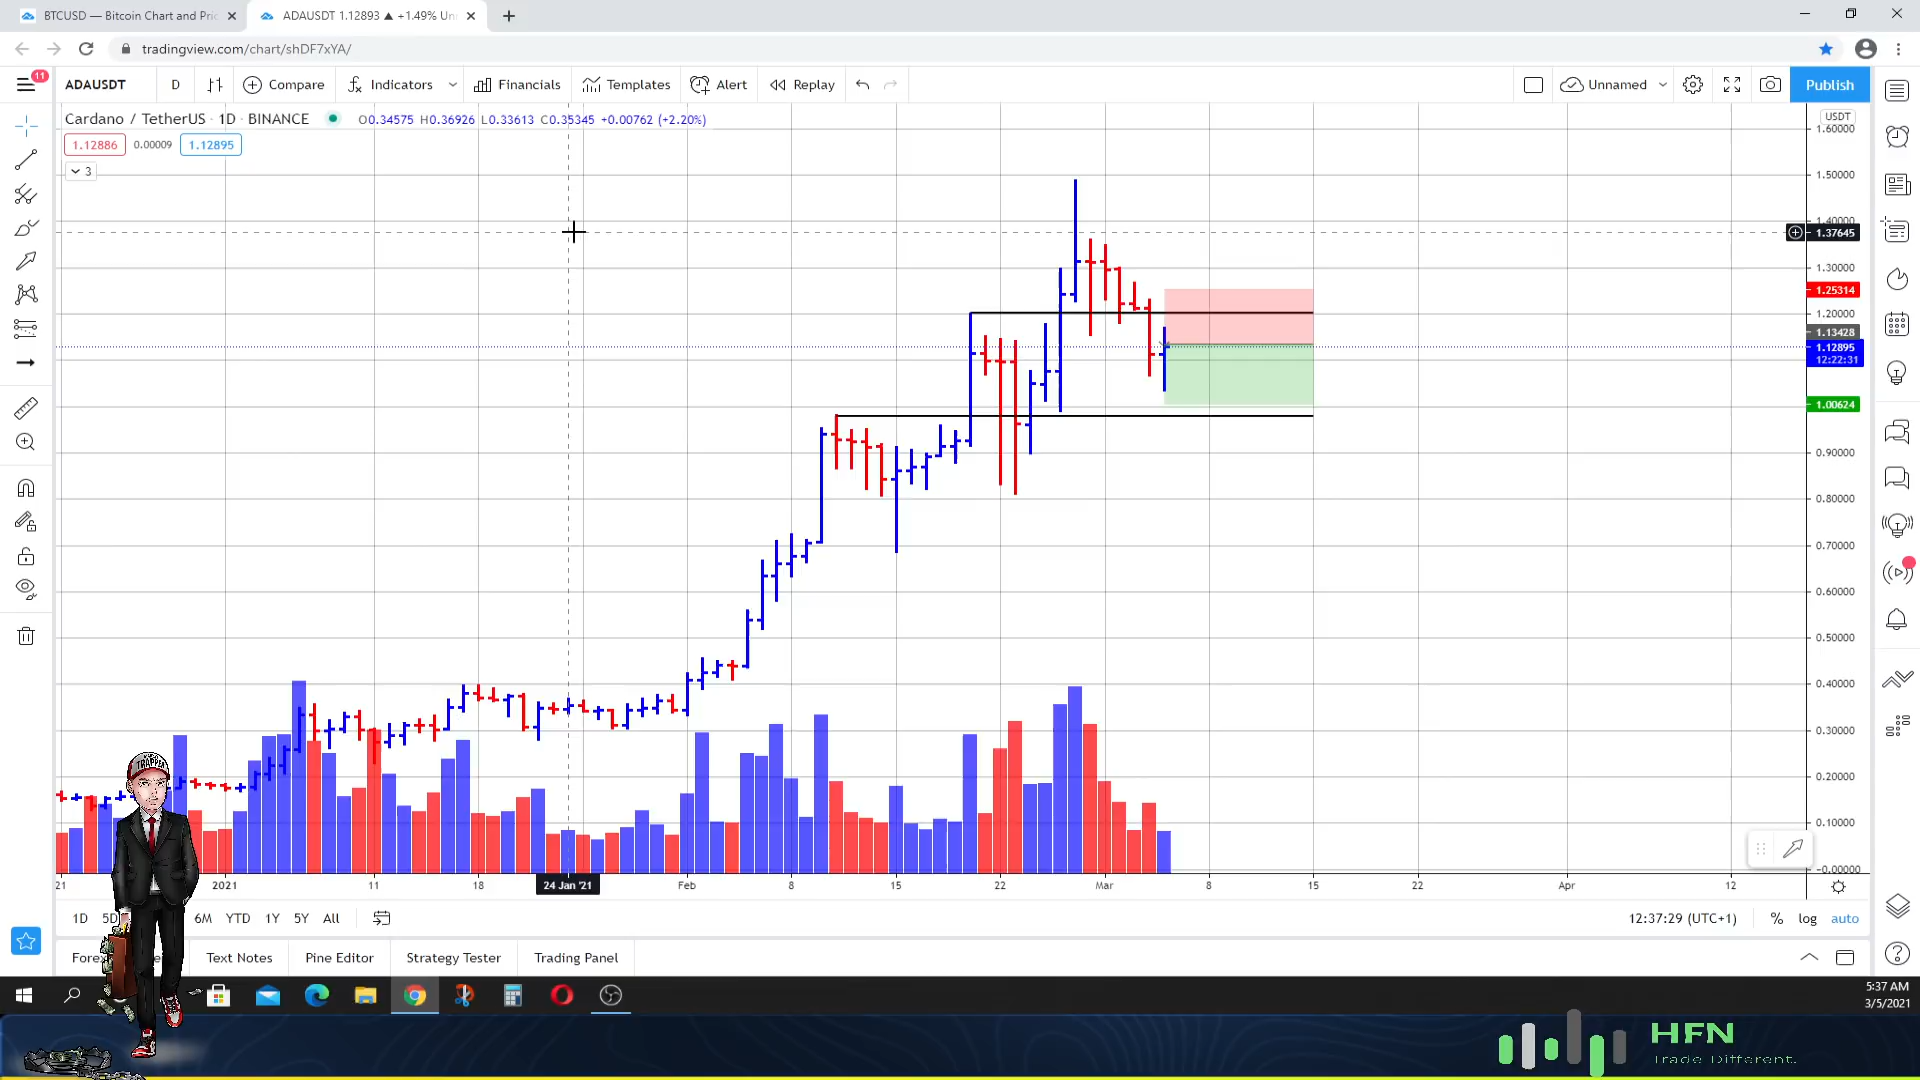 BTCUSD — Bitcoin Chart and Pric
ADAUSDT 1.12893 ▲ +1.49% Un
tradingview.com/chart/shDF7xYA/
11
ADAUSDT D Compare Indicators Financials Templates Alert Replay Unnamed Publish
Cardano / TetherUS · 1D · BINANCE O0.34575 H0.36926 L0.33613 C0.35345 +0.00762 (+2.20%)
1.12886 0.00009 1.12895
3
USDT
1.60000
1.50000
1.40000
1.37645
1.30000
1.25314
1.20000
1.13428
1.12895
12:22:31
1.00624
0.90000
0.80000
0.70000
0.60000
0.50000
0.40000
0.30000
0.20000
0.10000
-0.00000
TRAPPER
21 2021 11 18 24 Jan '21 Feb 8 15 22 Mar 8 15 22 Apr 12
1D 5D 6M YTD 1Y 5Y All 12:37:29 (UTC+1) % log auto
Text Notes Pine Editor Strategy Tester Trading Panel
5:37 AM
3/5/2021
HFN
Trade Different.